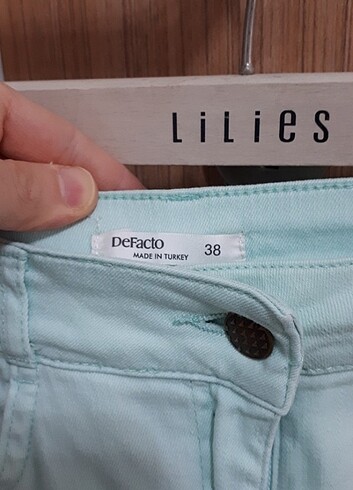 LiLies
DeFacto
MADE IN TURKEY 38